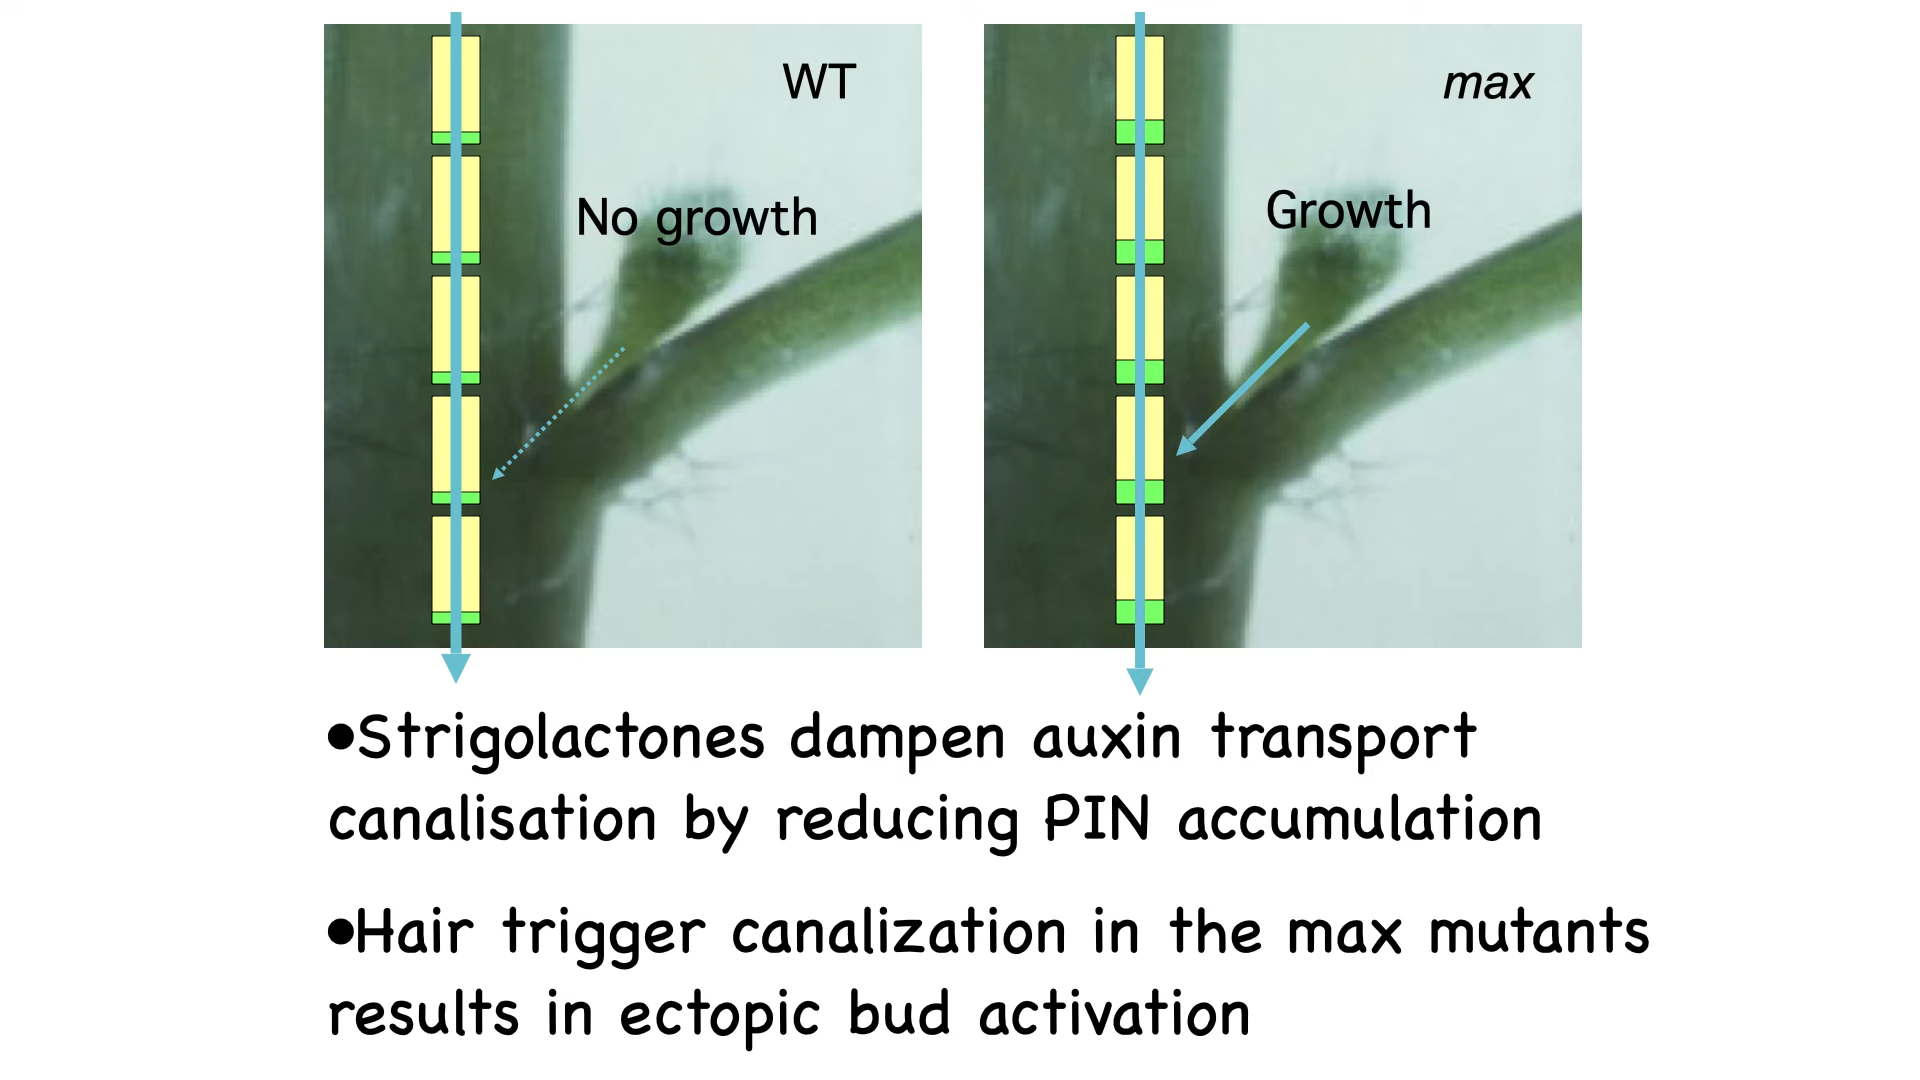 WT
max
No growth
Growth
•Strigolactones dampen auxin transport
canalisation by reducing PIN accumulation
•Hair trigger canalization in the max mutants
results in ectopic bud activation